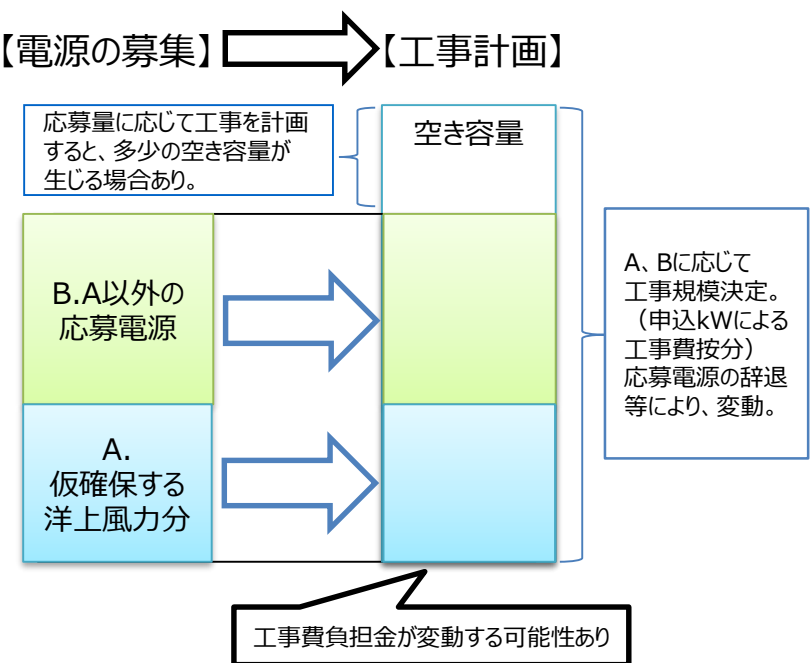 【電源の募集】
【工事計画】
応募量に応じて工事を計画
すると、多少の空き容量が
生じる場合あり。
空き容量
B.A以外の
応募電源
A、Bに応じて
工事規模決定。
（申込kWによる
工事費按分）
応募電源の辞退
等により、変動。
A.
仮確保する
洋上風力分
工事費負担金が変動する可能性あり